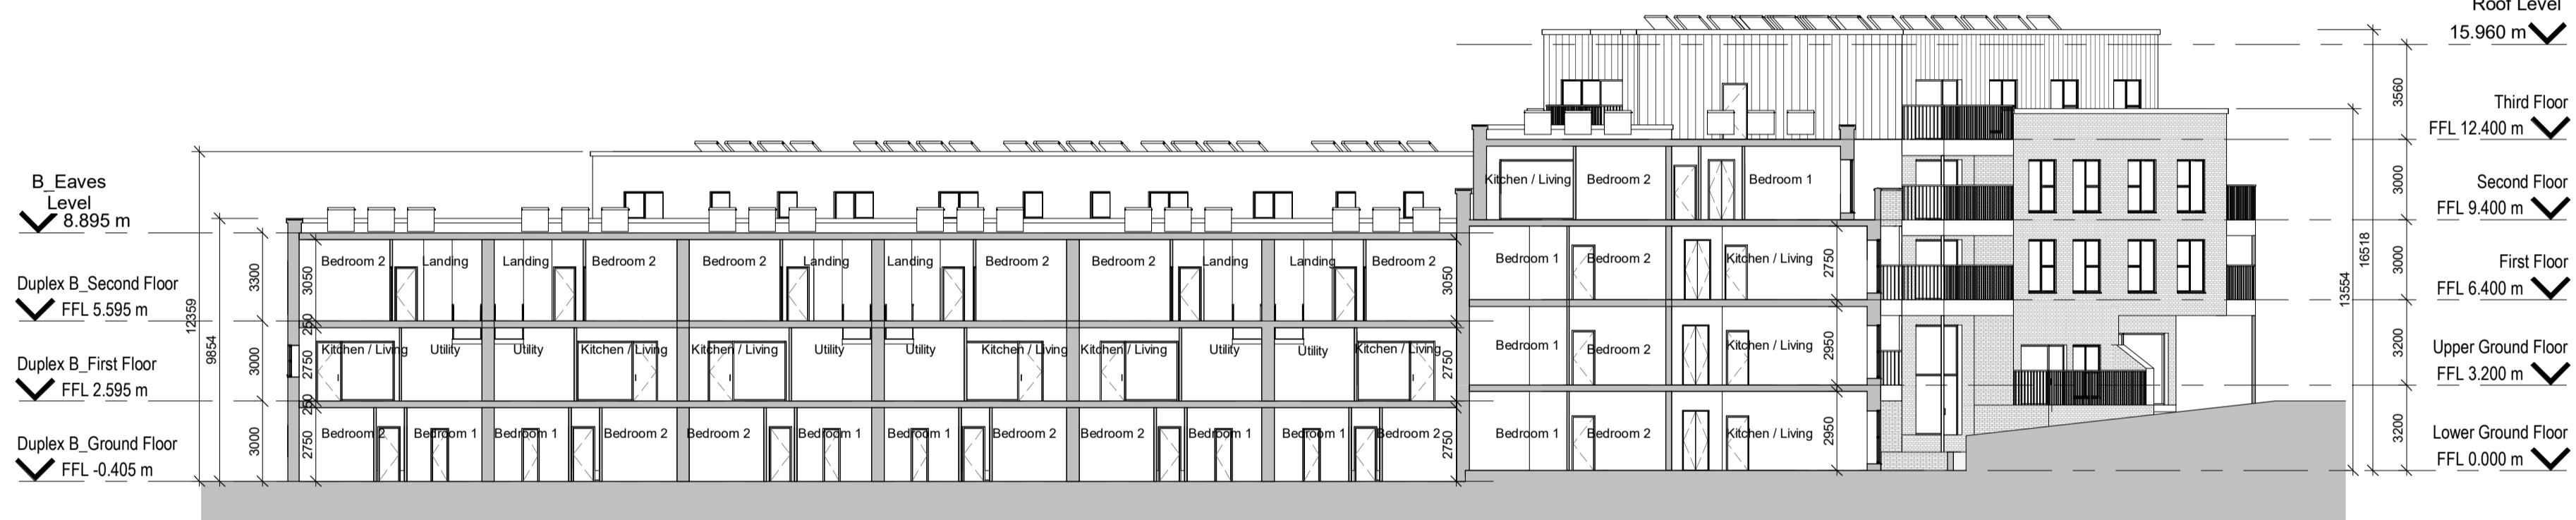 Roof Level
15.960 m
3560
Third Floor
FFL 12.400 m
3000
Second Floor
FFL 9.400 m
3000
First Floor
FFL 6.400 m
3200
Upper Ground Floor
FFL 3.200 m
3200
Lower Ground Floor
FFL 0.000 m
16518
13554
B_Eaves
Level
8.895 m
Duplex B_Second Floor
FFL 5.595 m
Duplex B_First Floor
FFL 2.595 m
Duplex B_Ground Floor
FFL -0.405 m
12359
9854
3300
3000
3000
3050
250
2750
250
2750
Kitchen / Living Bedroom 2 Bedroom 1
Bedroom 2 Landing Landing Bedroom 2 Bedroom 2 Landing Landing Bedroom 2 Bedroom 2 Landing Landing Bedroom 2
3050
Bedroom 1 Bedroom 2 Kitchen / Living 2750
Kitchen / Living Utility Utility Kitchen / Living Kitchen / Living Utility Utility Kitchen / Living Kitchen / Living Utility Utility Kitchen / Living
2750
Bedroom 1 Bedroom 2 Kitchen / Living 2950
Bedroom 2 Bedroom 1 Bedroom 1 Bedroom 2 Bedroom 2 Bedroom 1 Bedroom 1 Bedroom 2 Bedroom 2 Bedroom 1 Bedroom 1 Bedroom 2
2750
Bedroom 1 Bedroom 2 Kitchen / Living 2950